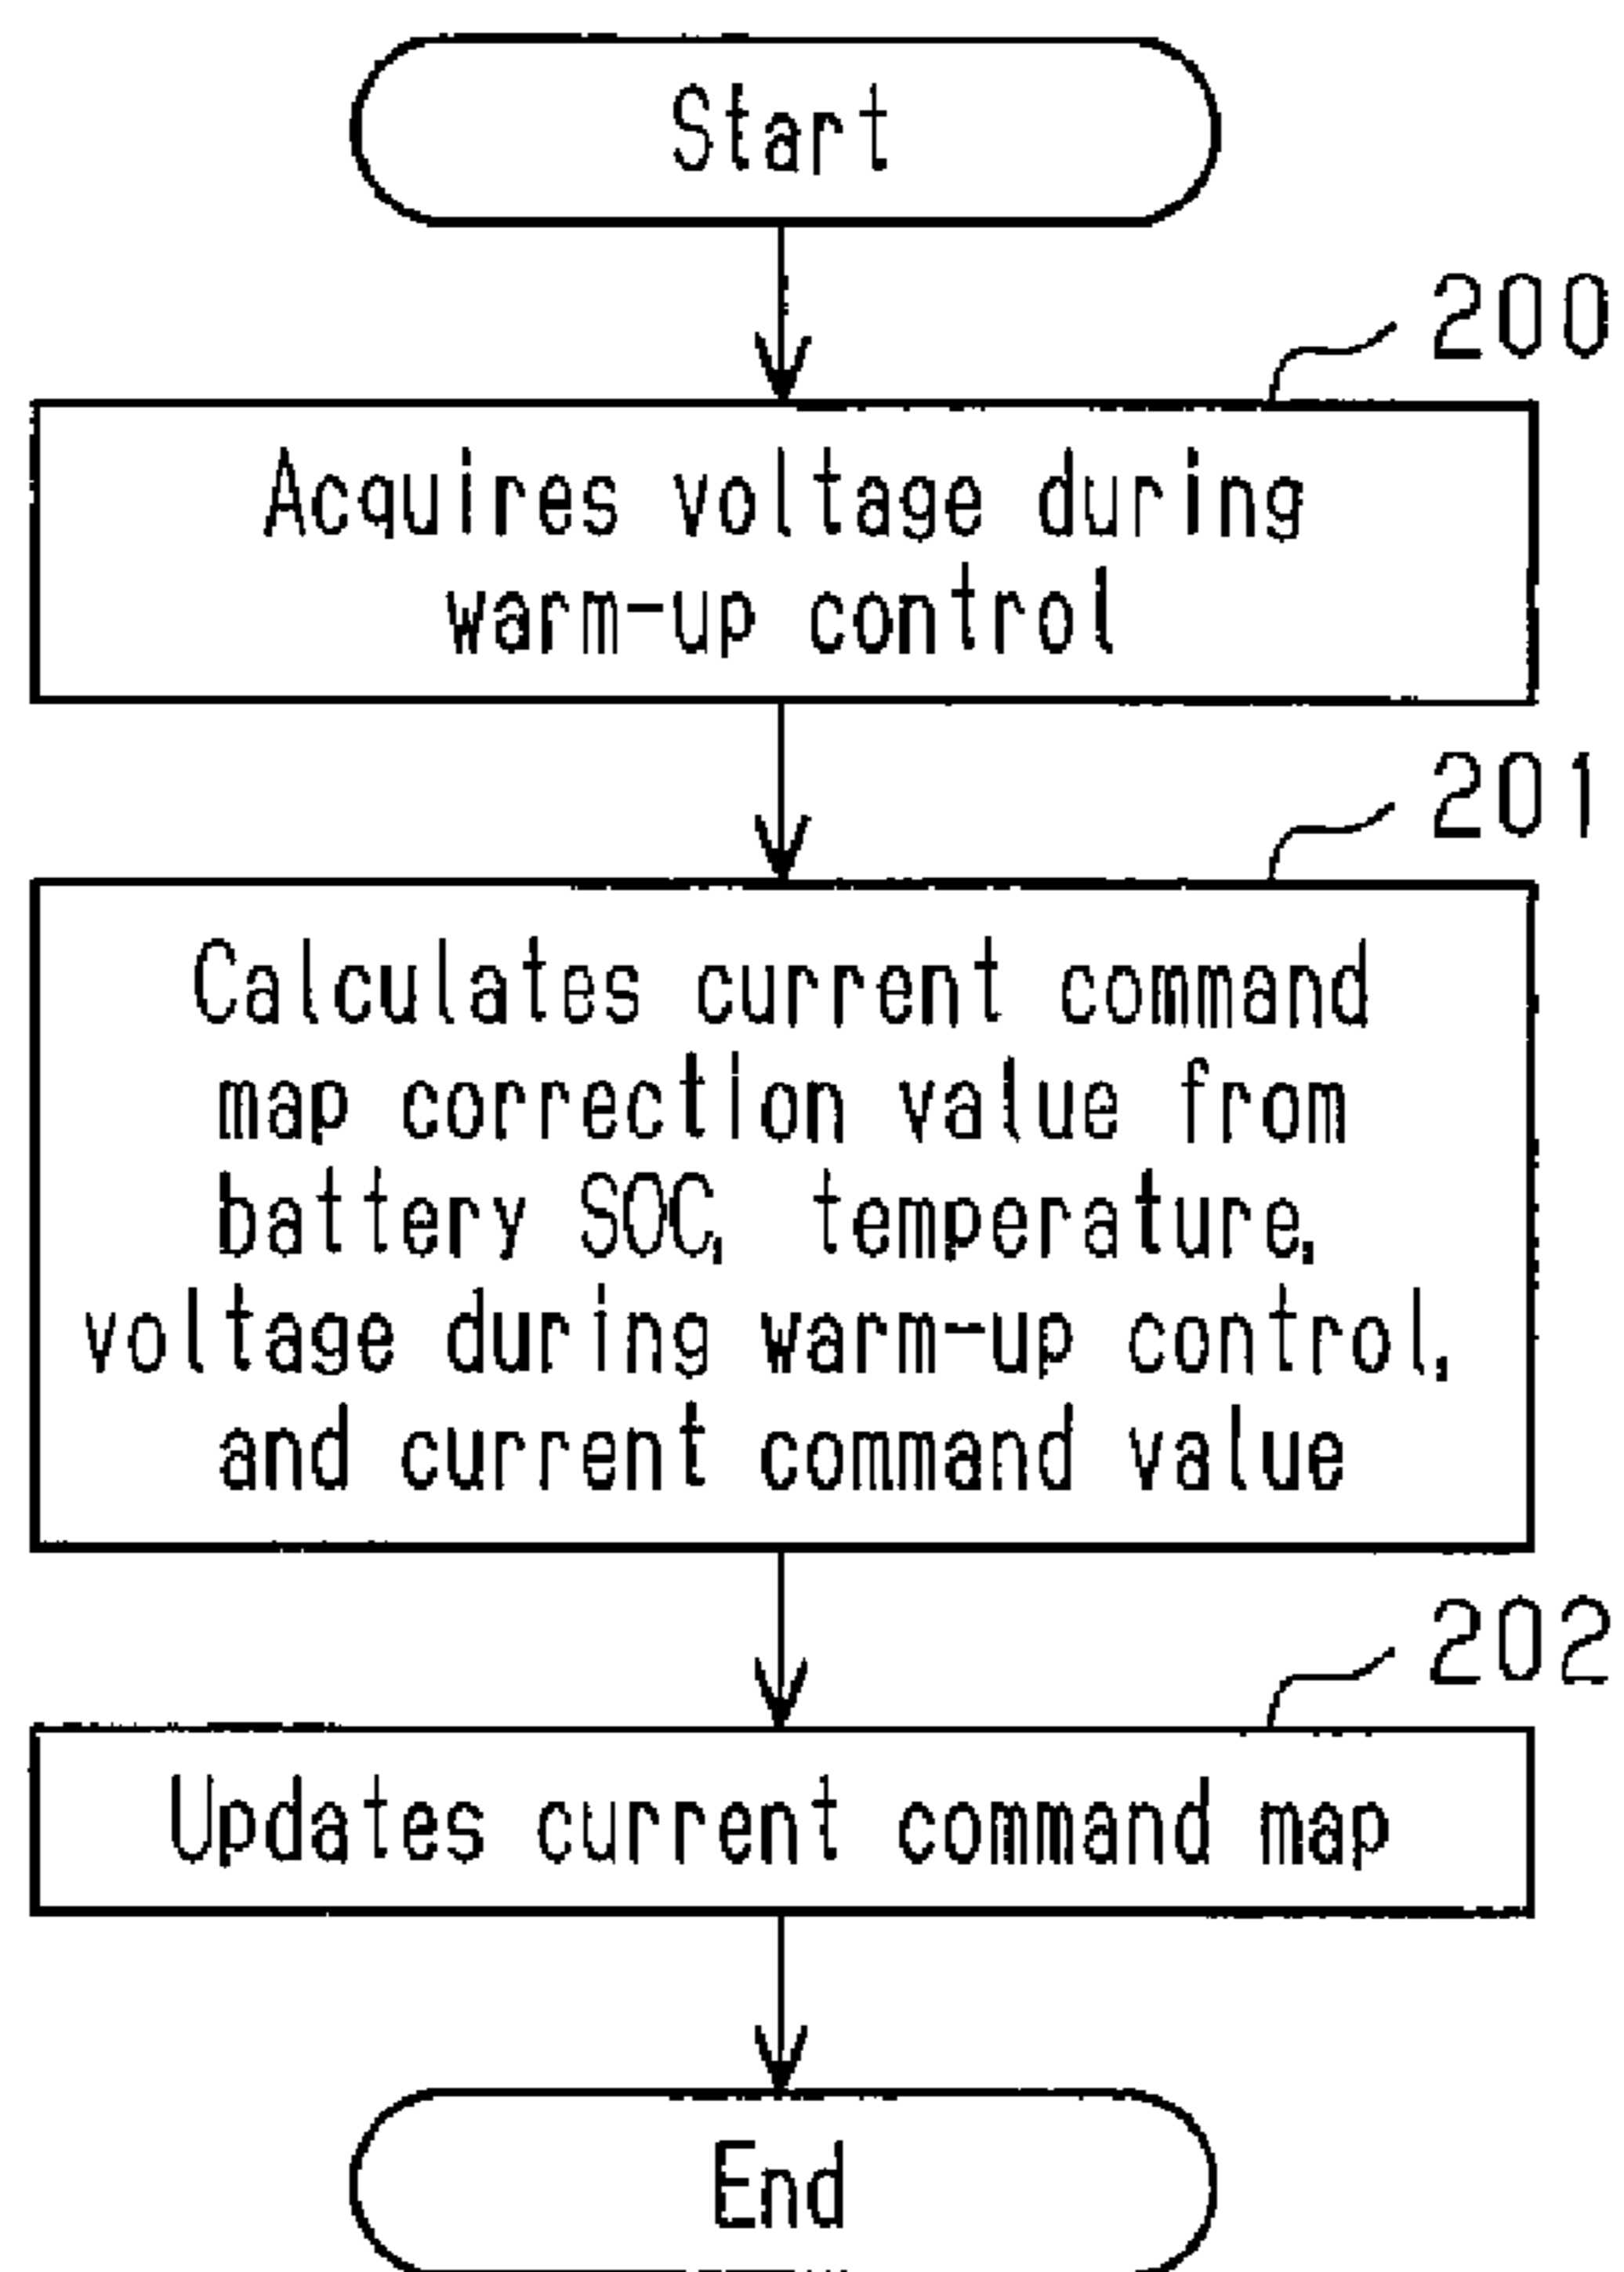 Start
200
Acquires voltage during
warm-up control
201
Calculates current command
map correction value from
battery SOC, temperature,
voltage during warm-up control,
and current command value
202
Updates current command map
End